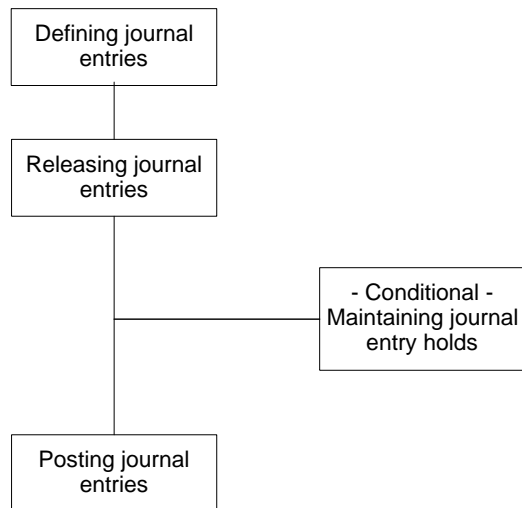 Defining journal
entries
Releasing journal
entries
- Conditional -
Maintaining journal
entry holds
Posting journal
entries